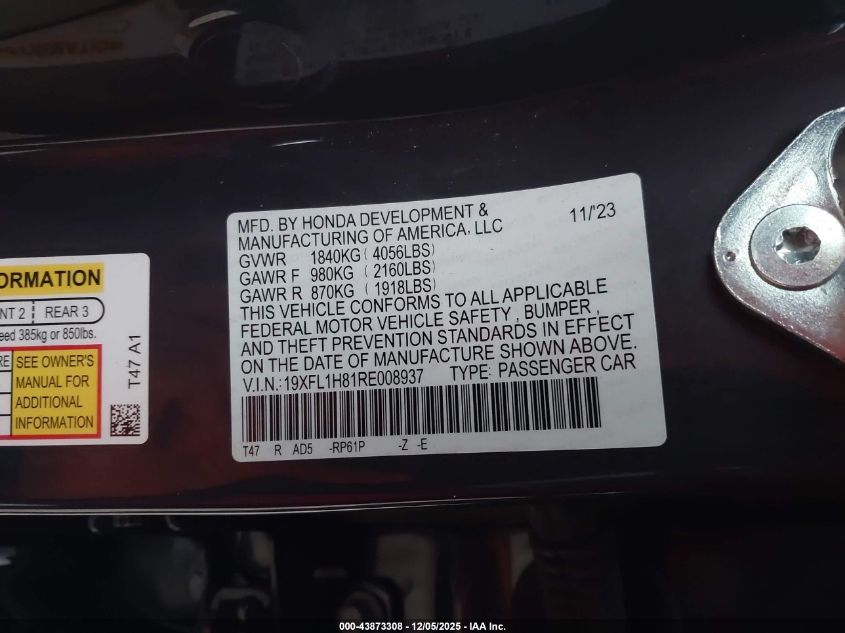 MFD. BY HONDA DEVELOPMENT & 11/'23
MANUFACTURING OF AMERICA, LLC
GVWR 1840KG (4056LBS)
GAWR F 980KG (2160LBS)
GAWR R 870KG (1918LBS)
THIS VEHICLE CONFORMS TO ALL APPLICABLE
FEDERAL MOTOR VEHICLE SAFETY, BUMPER,
AND THEFT PREVENTION STANDARDS IN EFFECT
ON THE DATE OF MANUFACTURE SHOWN ABOVE.
V.I.N.:19XFL1H81RE008937 TYPE: PASSENGER CAR
T47 R AD5 -RP61P -Z -E
ORMATION
NT 2 REAR 3
eed 385kg or 850lbs.
RE SEE OWNER'S
MANUAL FOR
ADDITIONAL
INFORMATION
T47 A1
000-43873308 - 12/05/2025 - IAA Inc.